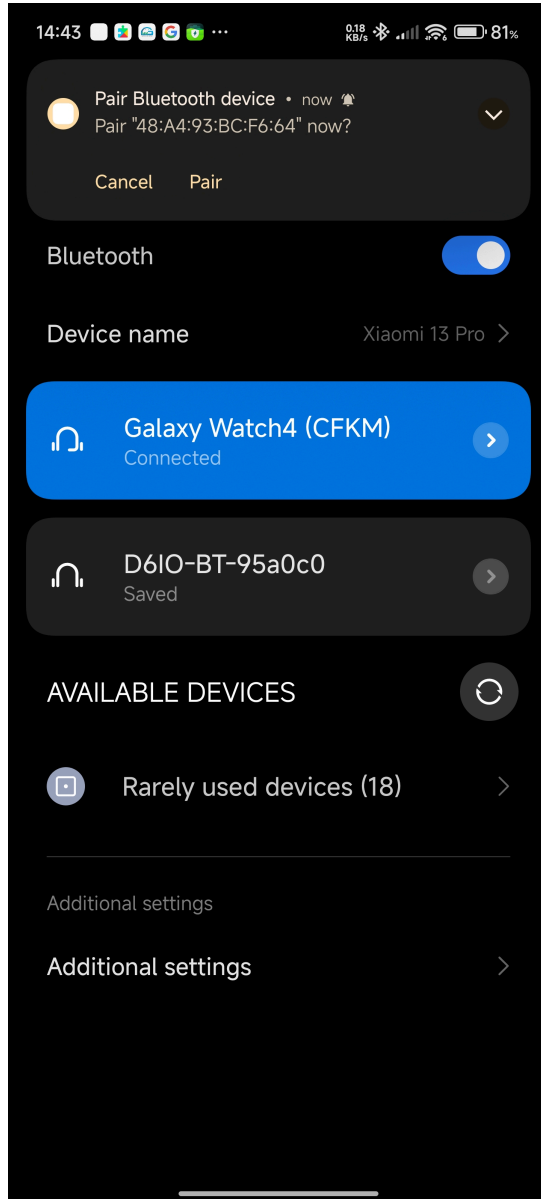 14:43 ... 0.18 KB/s 6 81%
Pair Bluetooth device • now
Pair "48:A4:93:BC:F6:64" now?
Cancel Pair
Bluetooth
Device name Xiaomi 13 Pro
Galaxy Watch4 (CFKM)
Connected
D6IO-BT-95a0c0
Saved
AVAILABLE DEVICES
Rarely used devices (18)
Additional settings
Additional settings